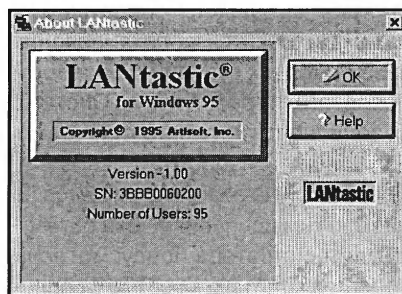 About LANtastic
LANtastic®
for Windows 95
Copyright© 1995 Artisoft, Inc.
Version - 1.00
SN: 3BBB0060200
Number of Users: 95
OK
Help
LANtastic